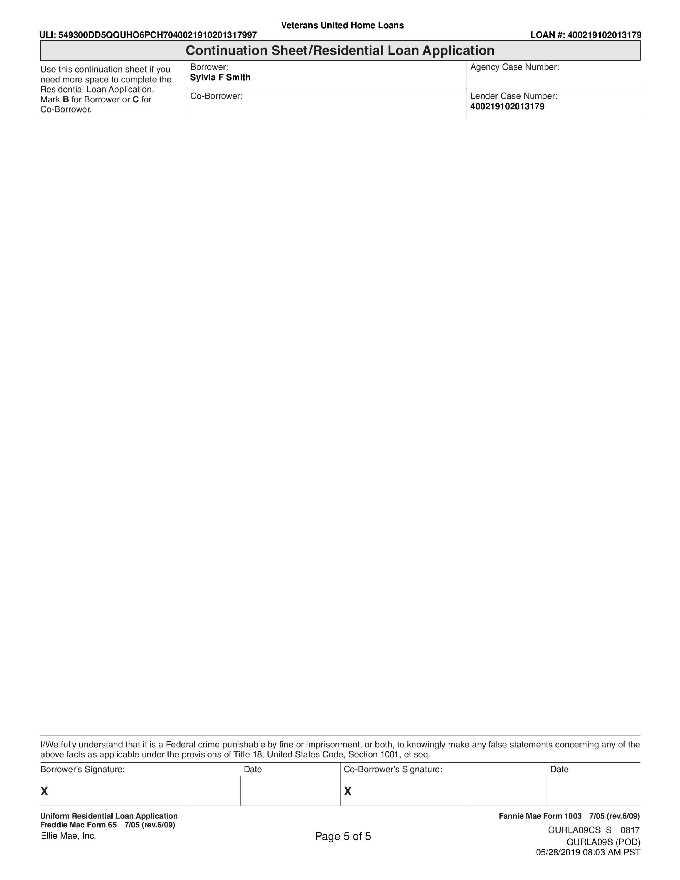 Veterans United Home Loans
ULI: 549300DD5QQUHO6PCH7040021910201317997 LOAN #: 400219102013179
Continuation Sheet/Residential Loan Application
Use this continuation sheet if you
need more space to complete the
Residential Loan Application.
Mark B for Borrower or C for
Co-Borrower.
Borrower:
Sylvia F Smith
Agency Case Number:
Co-Borrower:
Lender Case Number:
400219102013179
I/We fully understand that it is a Federal crime punishable by fine or imprisonment, or both, to knowingly make any false statements concerning any of the
above facts as applicable under the provisions of Title 18, United States Code, Section 1001, et seq.
Borrower's Signature: Date Co-Borrower's Signature: Date
X X
Uniform Residential Loan Application
Freddie Mac Form 65 7/05 (rev.6/09)
Ellie Mae, Inc.
Page 5 of 5
Fannie Mae Form 1003 7/05 (rev.6/09)
GURLA09CS_S 0817
GURLA09S (POD)
05/28/2019 08:03 AM PST